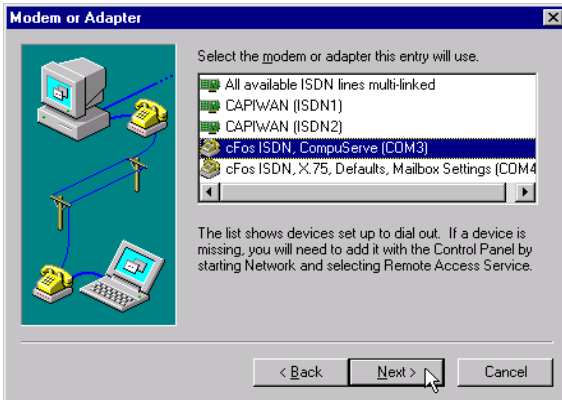 Modem or Adapter
Select the modem or adapter this entry will use.
All available ISDN lines multi-linked
CAPIWAN (ISDN1)
CAPIWAN (ISDN2)
cFos ISDN, CompuServe (COM3)
cFos ISDN, X.75, Defaults, Mailbox Settings (COM4
The list shows devices set up to dial out. If a device is
missing, you will need to add it with the Control Panel by
starting Network and selecting Remote Access Service.
< Back Next > Cancel